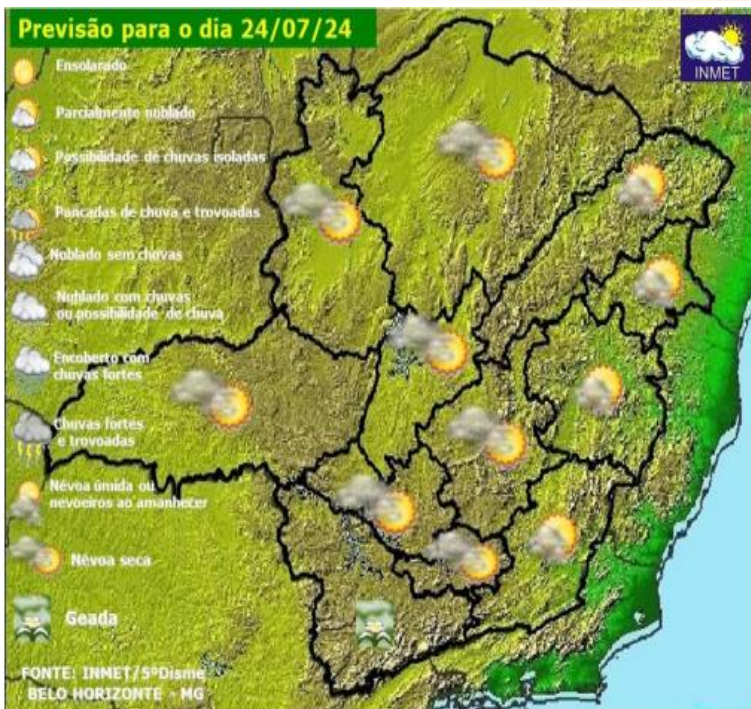 Previsão para o dia 24/07/24
INMET
Ensolarado
Parcialmente nublado
Possibilidade de chuvas isoladas
Pancadas de chuva e trovoadas
Noblado sem chuvas
Nublado com chuvas
ou possibilidade de chuva
Encoberto com
chuvas fortes
Chuvas fortes
e trovoadas
Névoa úmida ou
nevoeiros ao amanhecer
Névoa seca
Geada
FONTE: INMET/5ºDisme
BELO HORIZONTE - MG